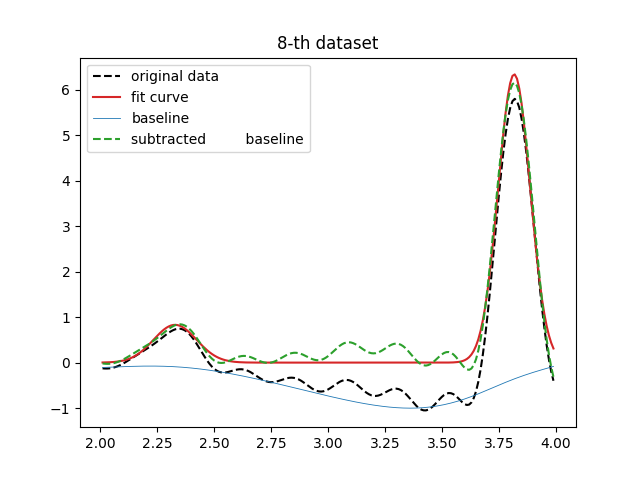 8-th dataset
original data
fit curve
baseline
subtracted baseline
6
5
4
3
2
1
0
−1
2.00 2.25 2.50 2.75 3.00 3.25 3.50 3.75 4.00